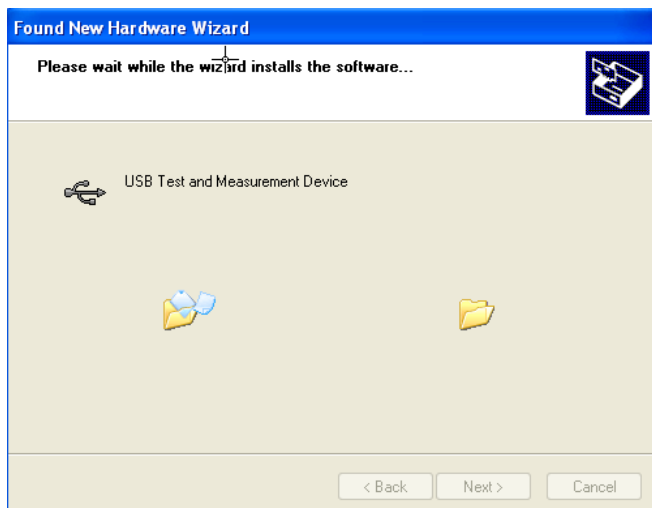 Found New Hardware Wizard
Please wait while the wizard installs the software...
USB Test and Measurement Device
< Back
Next >
Cancel